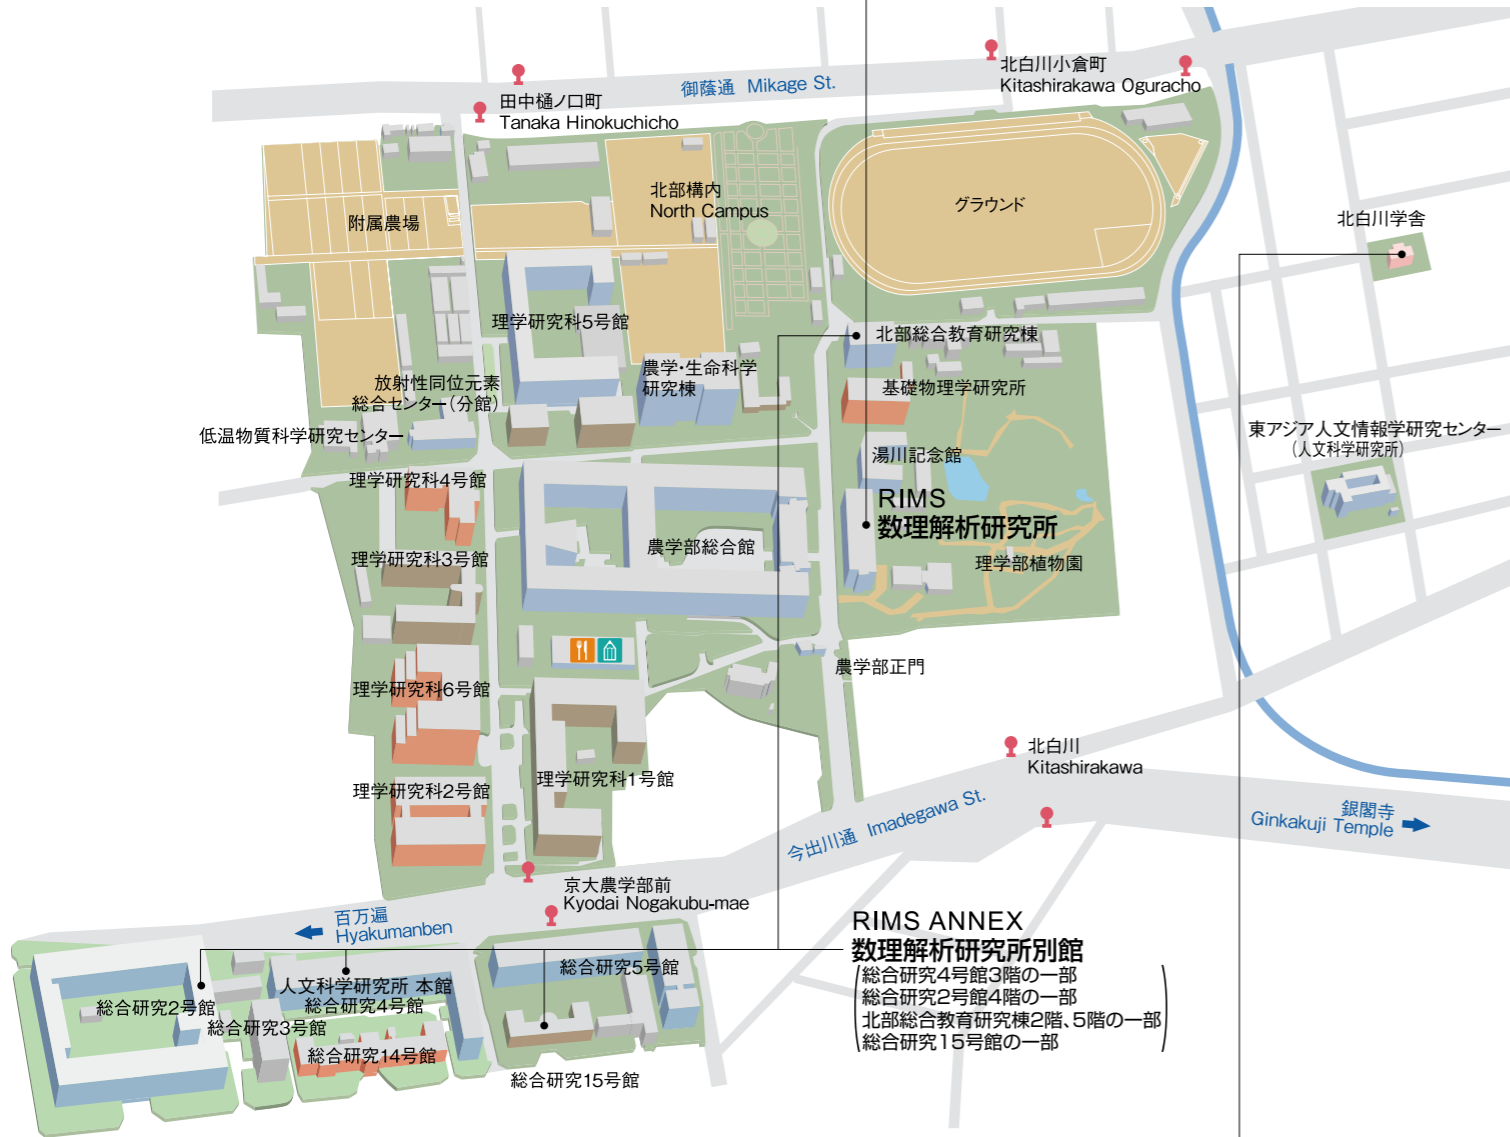 北白川小倉町
Kitashirakawa Oguracho
御蔭通 Mikage St.
田中樋ノ口町
Tanaka Hinokuchicho
北部構内
North Campus
グラウンド
附属農場
北白川学舎
理学研究科5号館
北部総合教育研究棟
農学・生命科学
研究棟
放射性同位元素
総合センター（分館）
基礎物理学研究所
低温物質科学研究センター
東アジア人文情報学研究センター
（人文科学研究所）
湯川記念館
理学研究科4号館
RIMS
数理解析研究所
農学部総合館
理学研究科3号館
理学部植物園
農学部正門
理学研究科6号館
北白川
Kitashirakawa
理学研究科1号館
理学研究科2号館
今出川通 Imadegawa St.
銀閣寺
Ginkakuji Temple
京大農学部前
Kyodai Nogakubu-mae
百万遍
Hyakumanben
RIMS ANNEX
数理解析研究所別館
総合研究4号館3階の一部
総合研究2号館4階の一部
北部総合教育研究棟2階、5階の一部
総合研究15号館の一部
総合研究5号館
人文科学研究所 本館
総合研究4号館
総合研究2号館
総合研究3号館
総合研究14号館
総合研究15号館